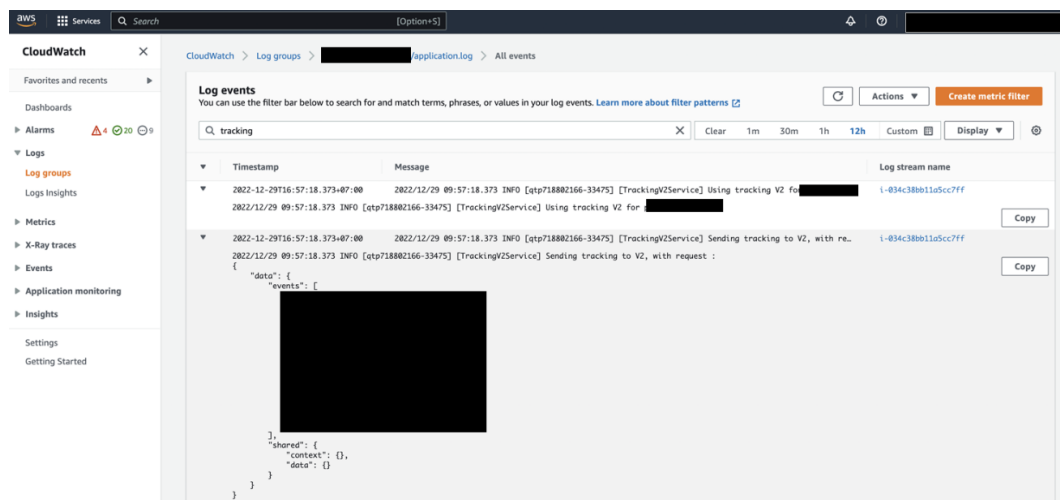 aws Services Search [Option+S]
CloudWatch
Favorites and recents
Dashboards
Alarms 4 20 9
Logs
Log groups
Logs Insights
Metrics
X-Ray traces
Events
Application monitoring
Insights
Settings
Getting Started
CloudWatch > Log groups > /application.log > All events
Log events
You can use the filter bar below to search for and match terms, phrases, or values in your log events. Learn more about filter patterns
Actions Create metric filter
tracking Clear 1m 30m 1h 12h Custom Display
Timestamp Message Log stream name
2022-12-29T16:57:18.373+07:00 2022/12/29 09:57:18.373 INFO [qtp718802166-33475] [TrackingV2Service] Using tracking V2 for i-034c38bb11a5cc7ff
2022/12/29 09:57:18.373 INFO [qtp718802166-33475] [TrackingV2Service] Using tracking V2 for
Copy
2022-12-29T16:57:18.373+07:00 2022/12/29 09:57:18.373 INFO [qtp718802166-33475] [TrackingV2Service] Sending tracking to V2, with re… i-034c38bb11a5cc7ff
2022/12/29 09:57:18.373 INFO [qtp718802166-33475] [TrackingV2Service] Sending tracking to V2, with request :
Copy
{
"data": {
"events": [
],
"shared": {
"context": {},
"data": {}
}
}
}